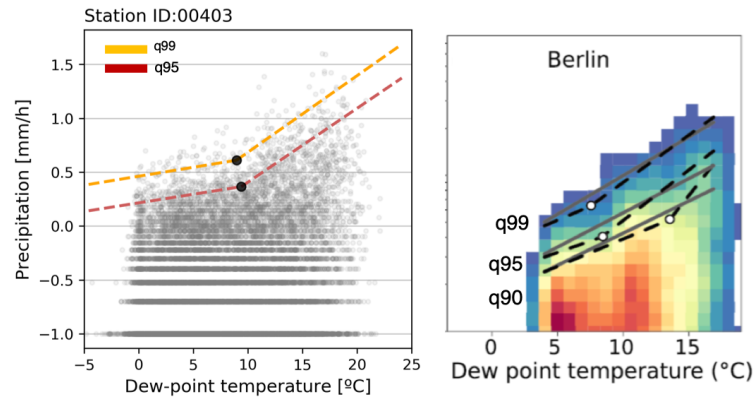 Station ID:00403
q99
q95
Precipitation [mm/h]
1.5
1.0
0.5
0.0
−0.5
−1.0
−5
0
5
10
15
20
25
Dew-point temperature [ºC]
Berlin
q99
q95
q90
0
5
10
15
Dew point temperature (°C)